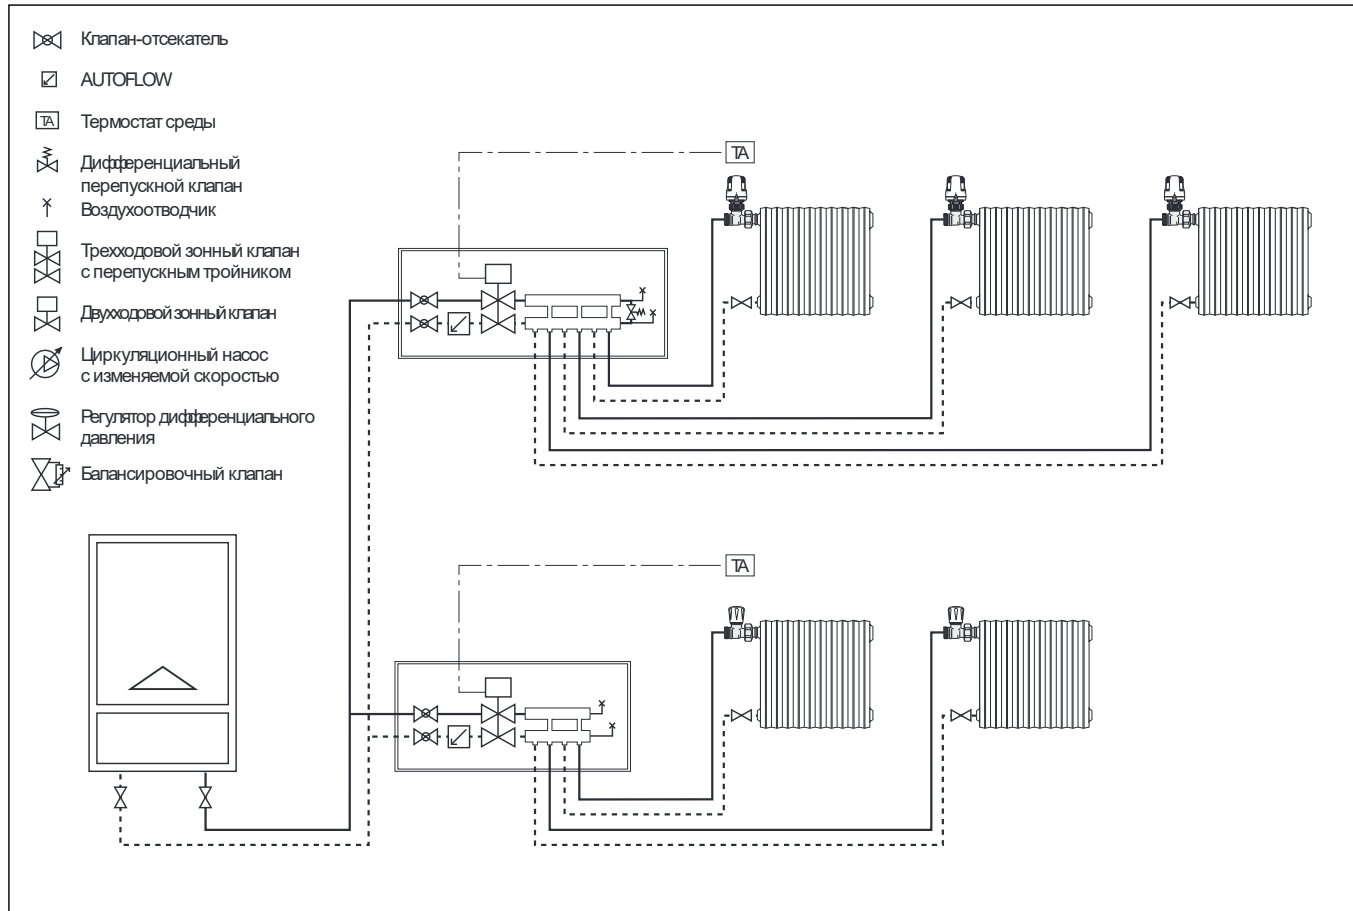 Клапан-отсекатель
AUTOFLOW
TA Термостат среды
Дифференциальный
перепускной клапан
Воздухоотводчик
Трехходовой зонный клапан
с перепускным тройником
Двухходовой зонный клапан
Циркуляционный насос
с изменяемой скоростью
Регулятор дифференциального
давления
Балансировочный клапан
TA
TA